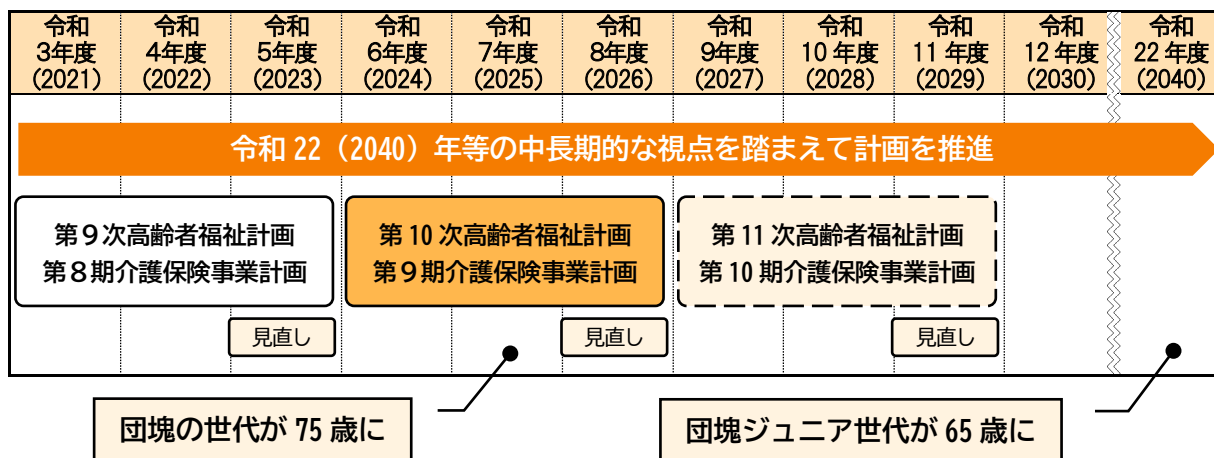 令和
3年度
(2021)
令和
4年度
(2022)
令和
5年度
(2023)
令和
6年度
(2024)
令和
7年度
(2025)
令和
8年度
(2026)
令和
9年度
(2027)
令和
10 年度
(2028)
令和
11 年度
(2029)
令和
12 年度
(2030)
令和
22 年度
(2040)
令和 22（2040）年等の中長期的な視点を踏まえて計画を推進
第９次高齢者福祉計画
第８期介護保険事業計画
第 10 次高齢者福祉計画
第９期介護保険事業計画
第 11 次高齢者福祉計画
第 10 期介護保険事業計画
見直し
見直し
見直し
団塊の世代が 75 歳に
団塊ジュニア世代が 65 歳に